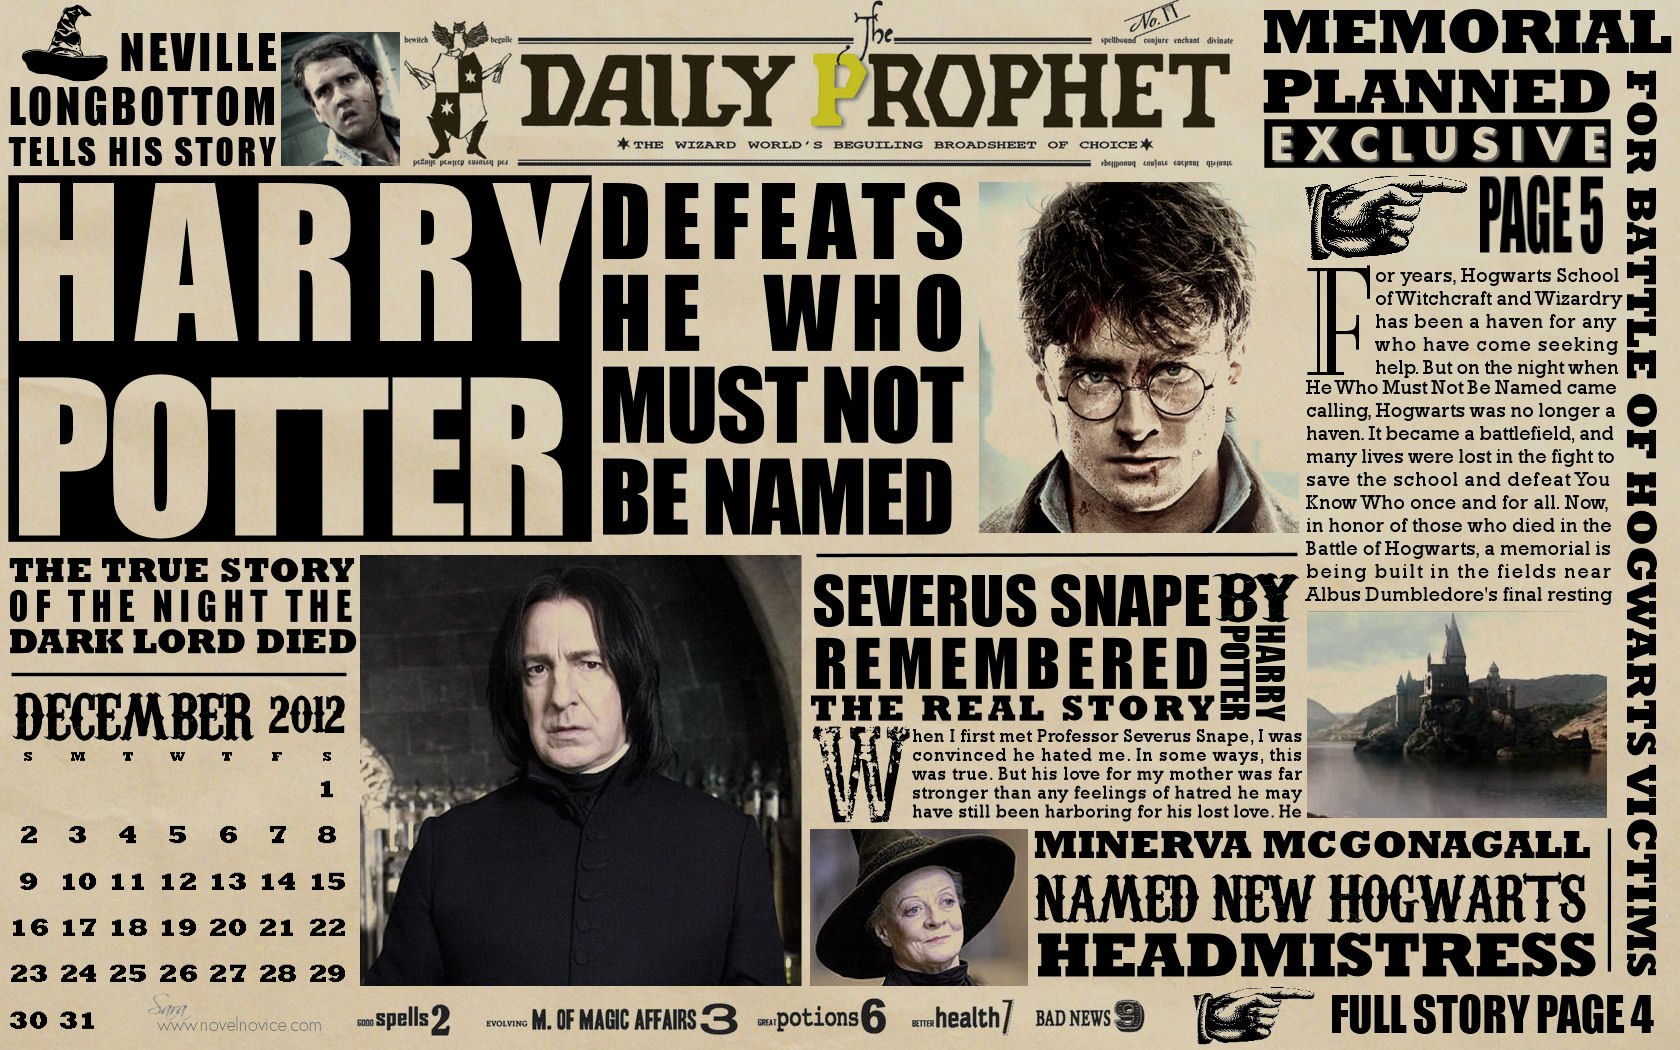 NEVILLE
LONGBOTTOM
TELLS HIS STORY
bewitch
beguile
The
DAILY PROPHET
No. 17
spellbound conjure enchant divinate
★THE WIZARD WORLD'S BEGUILING BROADSHEET OF CHOICE★
spellbound conjure enchant divinate
MEMORIAL
PLANNED
EXCLUSIVE
PAGE 5
FOR BATTLE OF HOGWARTS VICTIMS
HARRY
POTTER
DEFEATS
HE WHO
MUST NOT
BE NAMED
For years, Hogwarts School
of Witchcraft and Wizardry
has been a haven for any
who have come seeking
help. But on the night when
He Who Must Not Be Named came
calling, Hogwarts was no longer a
haven. It became a battlefield, and
many lives were lost in the fight to
save the school and defeat You
Know Who once and for all. Now,
in honor of those who died in the
Battle of Hogwarts, a memorial is
being built in the fields near
Albus Dumbledore's final resting
THE TRUE STORY
OF THE NIGHT THE
DARK LORD DIED
DECEMBER 2012
S M T W T F S
1
2 3 4 5 6 7 8
9 10 11 12 13 14 15
16 17 18 19 20 21 22
23 24 25 26 27 28 29
30 31
Sara
www.novelnovice.com
SEVERUS SNAPE
REMEMBERED
THE REAL STORY
BY
HARRY
POTTER
When I first met Professor Severus Snape, I was
convinced he hated me. In some ways, this
was true. But his love for my mother was far
stronger than any feelings of hatred he may
have still been harboring for his lost love. He
MINERVA MCGONAGALL
NAMED NEW HOGWARTS
HEADMISTRESS
GOOD spells 2
EVOLVING M. OF MAGIC AFFAIRS 3
GREAT potions 6
BETTER health 7
BAD NEWS 9
FULL STORY PAGE 4